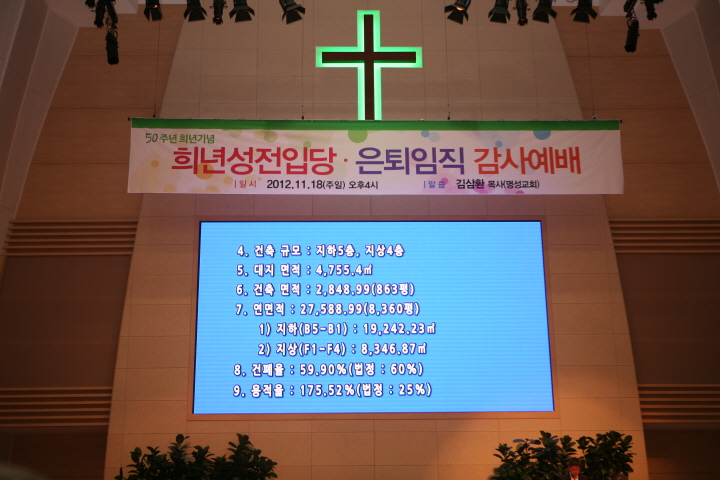 50주년 희년기념
희년성전입당·은퇴임직 감사예배
일시 2012.11.18(주일) 오후4시 말씀 김삼환 목사(명성교회)
4. 건축 규모 : 지하5층, 지상4층
5. 대지 면적 : 4,755.4㎡
6. 건축 면적 : 2,848.99(863평)
7. 연면적 : 27,588.99(8,360평)
1) 지하(B5-B1) : 19,242.23㎡
2) 지상(F1-F4) : 8,346.87㎡
8. 건폐율 : 59.90%(법정 : 60%)
9. 용적율 : 175.52%(법정 : 25%)